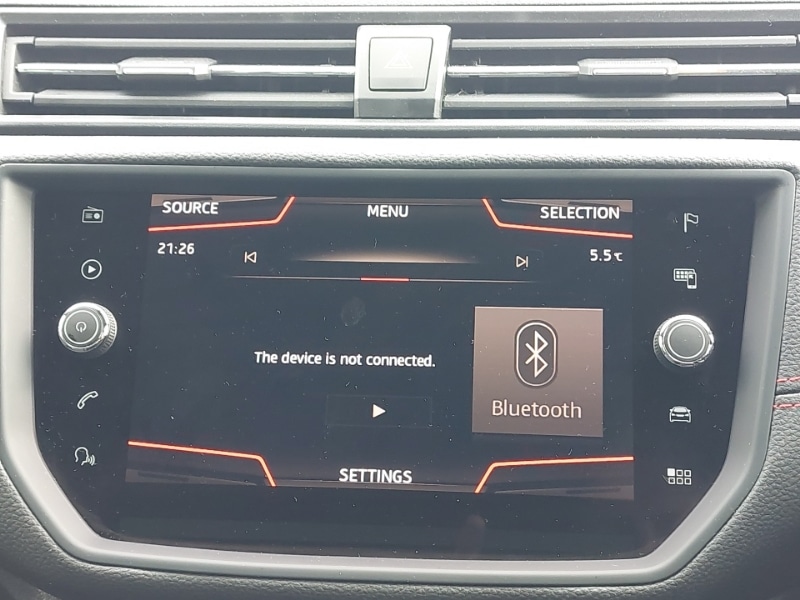 SOURCE
MENU
SELECTION
21:26
5.5°C
The device is not connected.
Bluetooth
SETTINGS